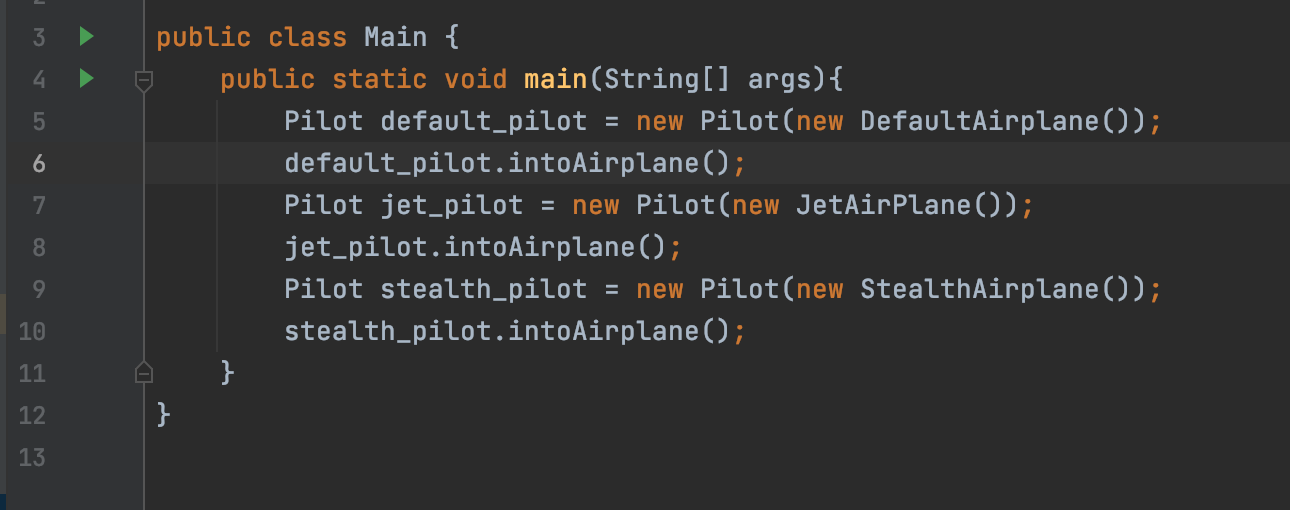 3 public class Main {
4 public static void main(String[] args){
5 Pilot default_pilot = new Pilot(new DefaultAirplane());
6 default_pilot.intoAirplane();
7 Pilot jet_pilot = new Pilot(new JetAirPlane());
8 jet_pilot.intoAirplane();
9 Pilot stealth_pilot = new Pilot(new StealthAirplane());
10 stealth_pilot.intoAirplane();
11 }
12 }
13